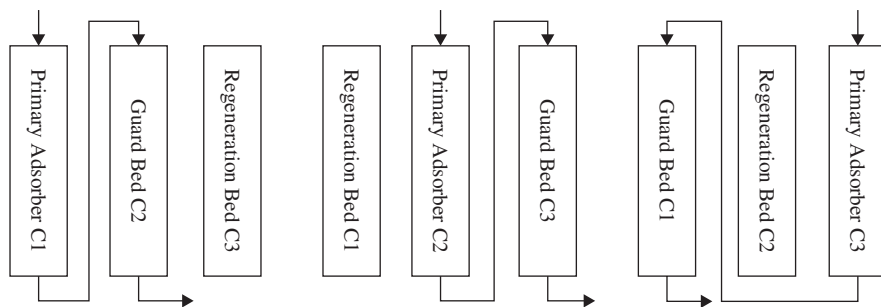 Primary Adsorber C1
Guard Bed C2
Regeneration Bed C3
Regeneration Bed C1
Primary Adsorber C2
Guard Bed C3
Guard Bed C1
Regeneration Bed C2
Primary Adsorber C3